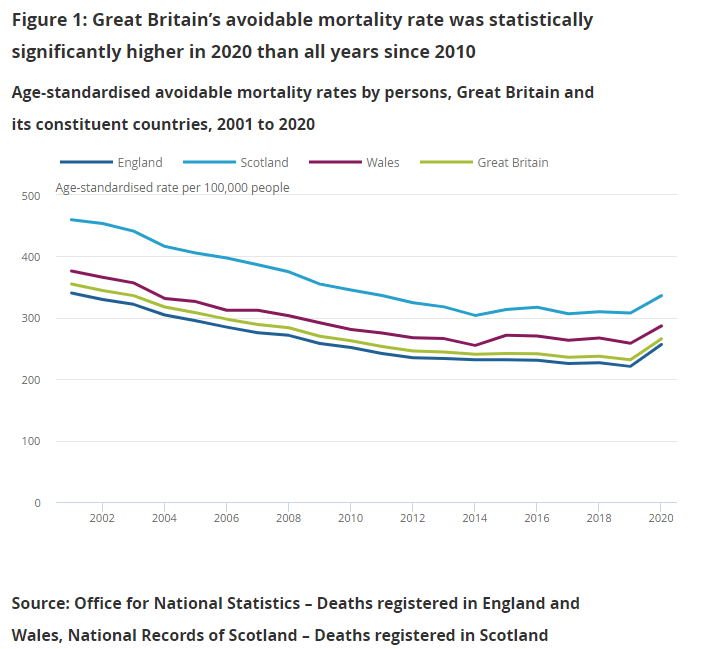 Figure 1: Great Britain’s avoidable mortality rate was statistically
significantly higher in 2020 than all years since 2010
Age-standardised avoidable mortality rates by persons, Great Britain and
its constituent countries, 2001 to 2020
England Scotland Wales Great Britain
Age-standardised rate per 100,000 people
500
400
300
200
100
0
2002 2004 2006 2008 2010 2012 2014 2016 2018 2020
Source: Office for National Statistics – Deaths registered in England and
Wales, National Records of Scotland – Deaths registered in Scotland